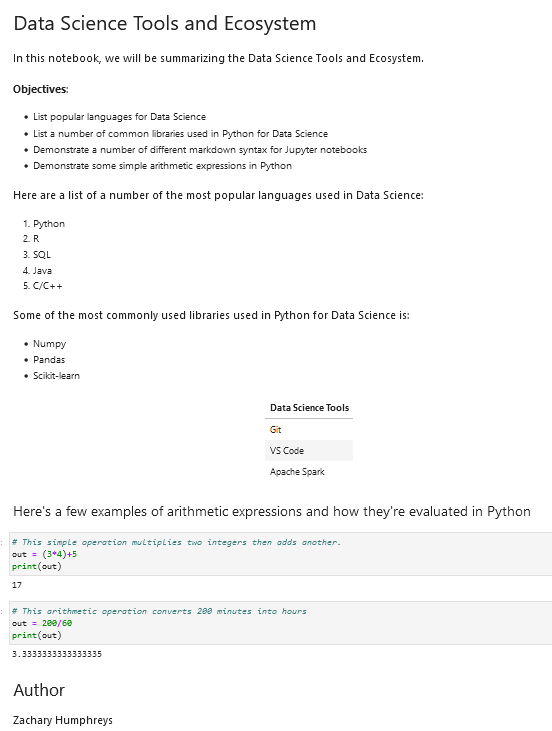 Data Science Tools and Ecosystem
In this notebook, we will be summarizing the Data Science Tools and Ecosystem.
Objectives:
• List popular languages for Data Science
• List a number of common libraries used in Python for Data Science
• Demonstrate a number of different markdown syntax for Jupyter notebooks
• Demonstrate some simple arithmetic expressions in Python
Here are a list of a number of the most popular languages used in Data Science:
1. Python
2. R
3. SQL
4. Java
5. C/C++
Some of the most commonly used libraries used in Python for Data Science is:
• Numpy
• Pandas
• Scikit-learn
Data Science Tools
Git
VS Code
Apache Spark
Here's a few examples of arithmetic expressions and how they're evaluated in Python
# This simple operation multiplies two integers then adds another.
out = (3*4)+5
print(out)
17
# This arithmetic operation converts 200 minutes into hours
out = 200/60
print(out)
3.3333333333333335
Author
Zachary Humphreys